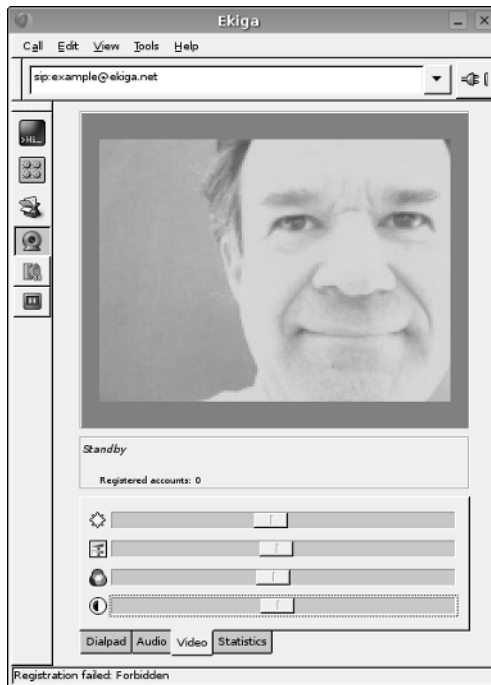 Ekiga
Call Edit View Tools Help
sip:example@ekiga.net
>Hi...
Standby
Registered accounts: 0
Dialpad Audio Video Statistics
Registration failed: Forbidden